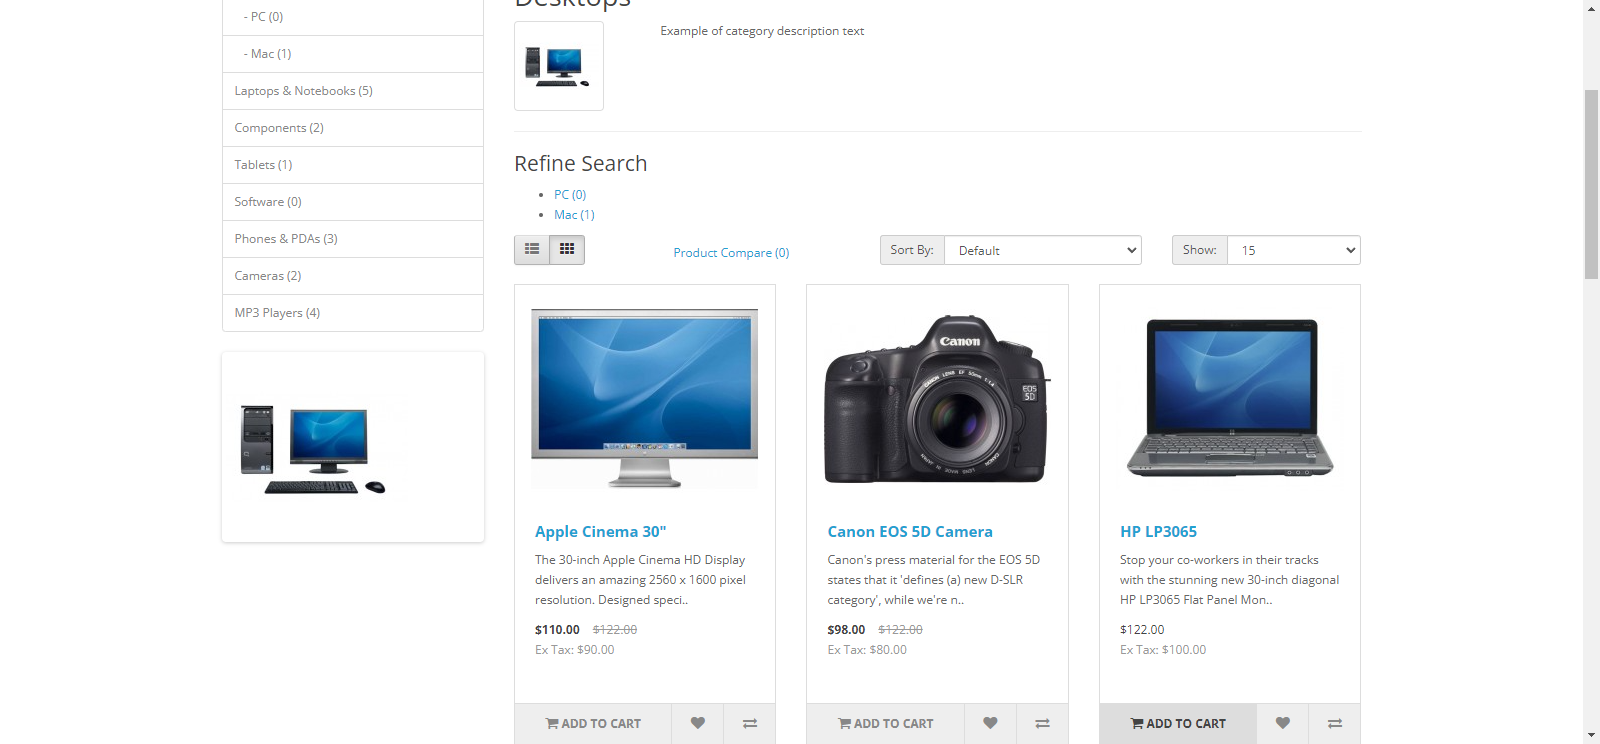 - PC (0)
- Mac (1)
Laptops & Notebooks (5)
Components (2)
Tablets (1)
Software (0)
Phones & PDAs (3)
Cameras (2)
MP3 Players (4)
Desktops
Example of category description text
Refine Search
PC (0)
Mac (1)
Product Compare (0)
Sort By:
Default
Show:
15
Canon
EOS
5D
Apple Cinema 30"
The 30-inch Apple Cinema HD Display
delivers an amazing 2560 x 1600 pixel
resolution. Designed speci..
$110.00 $122.00
Ex Tax: $90.00
ADD TO CART
Canon EOS 5D Camera
Canon's press material for the EOS 5D
states that it 'defines (a) new D-SLR
category', while we're n..
$98.00 $122.00
Ex Tax: $80.00
ADD TO CART
HP LP3065
Stop your co-workers in their tracks
with the stunning new 30-inch diagonal
HP LP3065 Flat Panel Mon..
$122.00
Ex Tax: $100.00
ADD TO CART